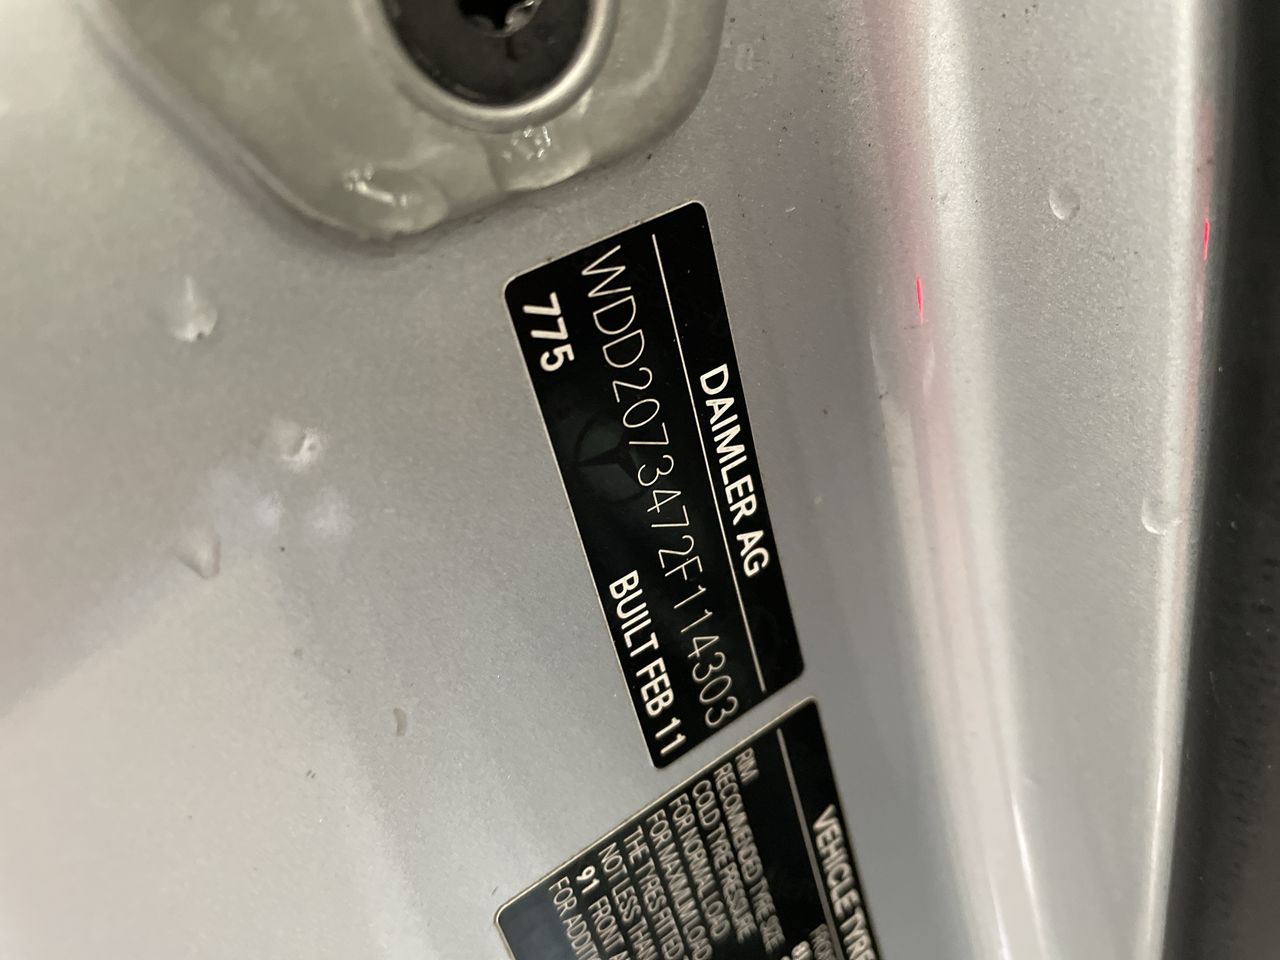 DAIMLER AG
WDD2073472F114303
775 BUILT FEB 11
VEHICLE TYRE
RIM
RECOMMENDED TYRE SIZE
COLD TYRE PRESSURE
FOR NORMAL LOAD
FOR MAXIMUM LOAD
THE TYRES FITTED
NOT LESS THAN
91 FRONT
FOR